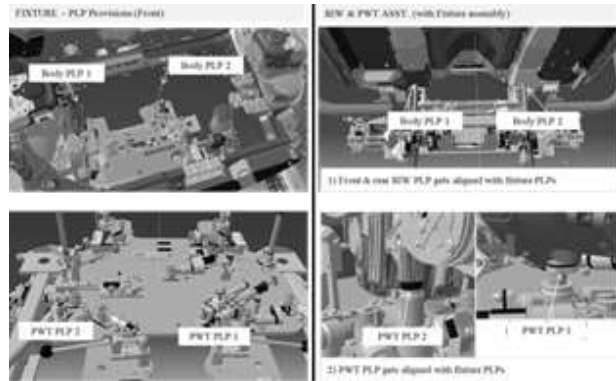 FIXTURE – PLP Provisions (Front)
Body PLP 1
Body PLP 2
PWT PLP 2
PWT PLP 1
BIW & PWT ASSY. (with Fixture assembly)
Body PLP 1
Body PLP 2
1) Front & rear BIW PLP gets aligned with fixture PLPs
PWT PLP 2
PWT PLP 1
2) PWT PLP gets aligned with fixture PLPs